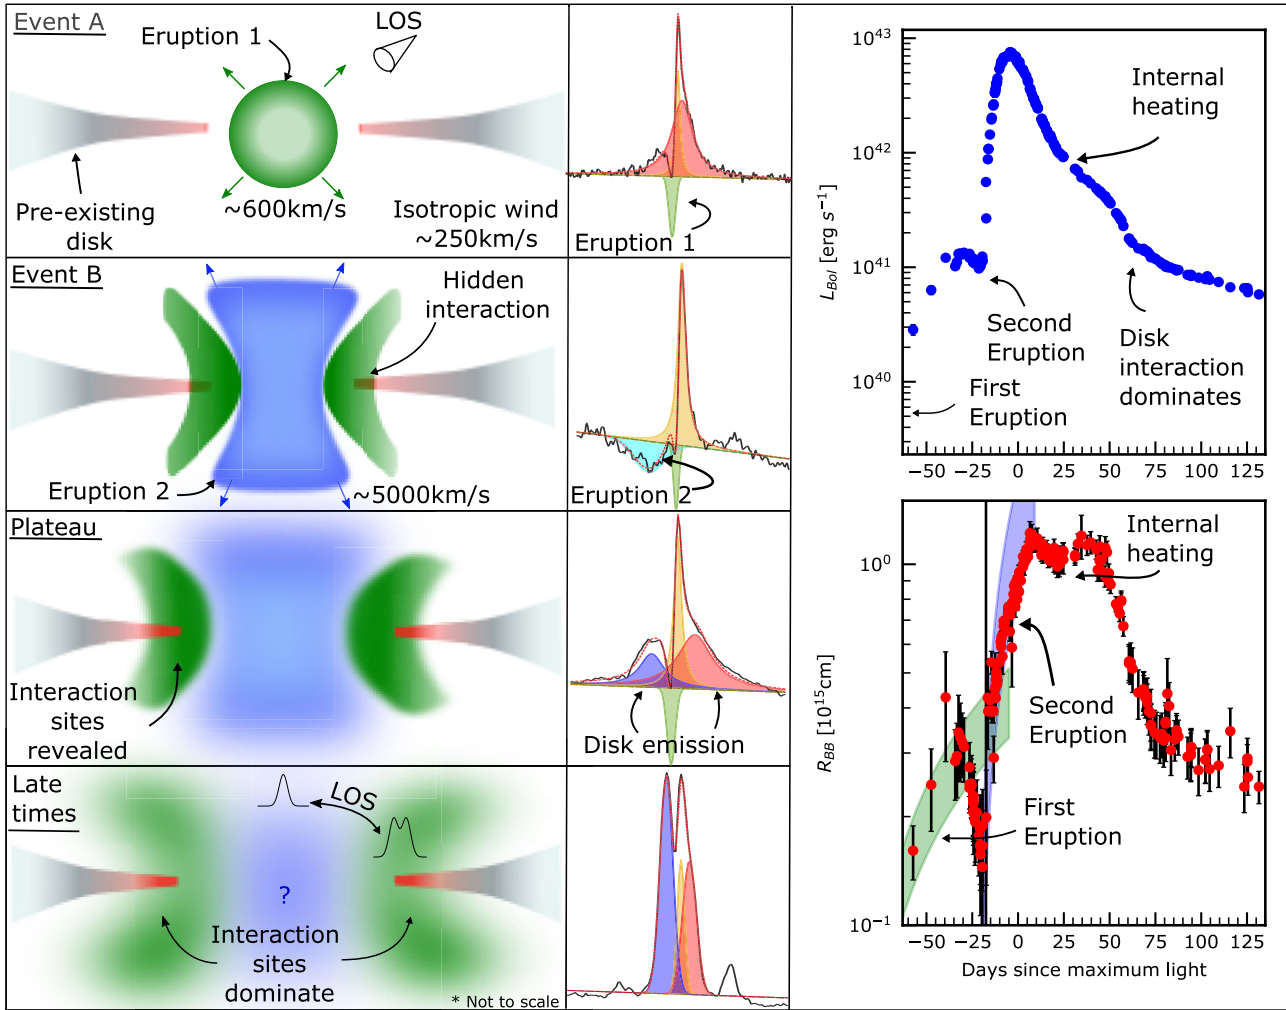 Event A
Eruption 1
LOS
Pre-existing
disk
~600km/s
Isotropic wind
~250km/s
Eruption 1
Event B
Hidden
interaction
Eruption 2
~5000km/s
Eruption 2
Plateau
Interaction
sites
revealed
Disk emission
Late
times
LOS
?
Interaction
sites
dominate
* Not to scale
10^43
10^42
10^41
10^40
L_Bol [erg s^−1]
Internal
heating
Second
Eruption
Disk
interaction
dominates
First
Eruption
−50 −25 0 25 50 75 100 125
10^0
10^−1
R_BB [10^15cm]
Internal
heating
Second
Eruption
First
Eruption
−50 −25 0 25 50 75 100 125
Days since maximum light